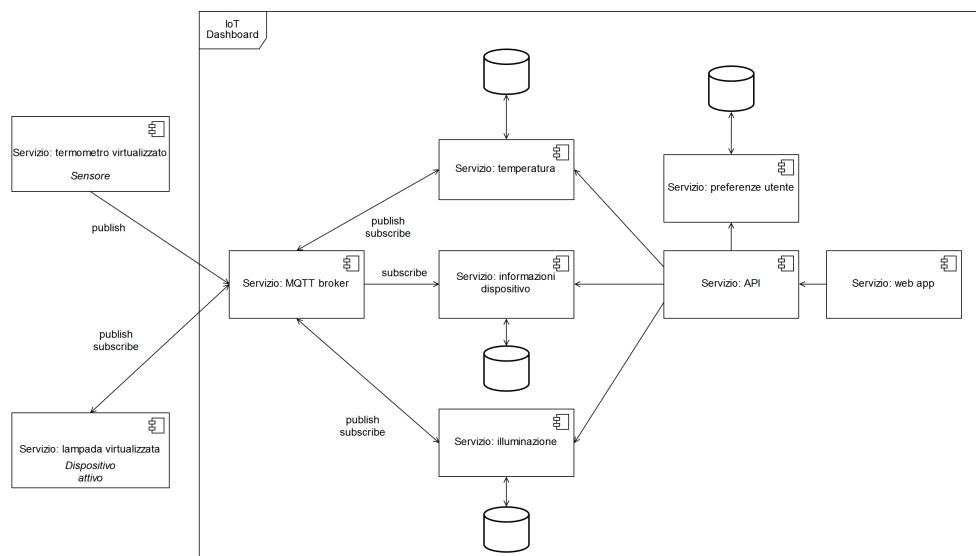 IoT
Dashboard
Servizio: termometro virtualizzato
Sensore
Servizio: temperatura
Servizio: preferenze utente
publish
publish
subscribe
Servizio: MQTT broker
subscribe
Servizio: informazioni
dispositivo
Servizio: API
Servizio: web app
publish
subscribe
publish
subscribe
Servizio: lampada virtualizzata
Dispositivo
attivo
Servizio: illuminazione